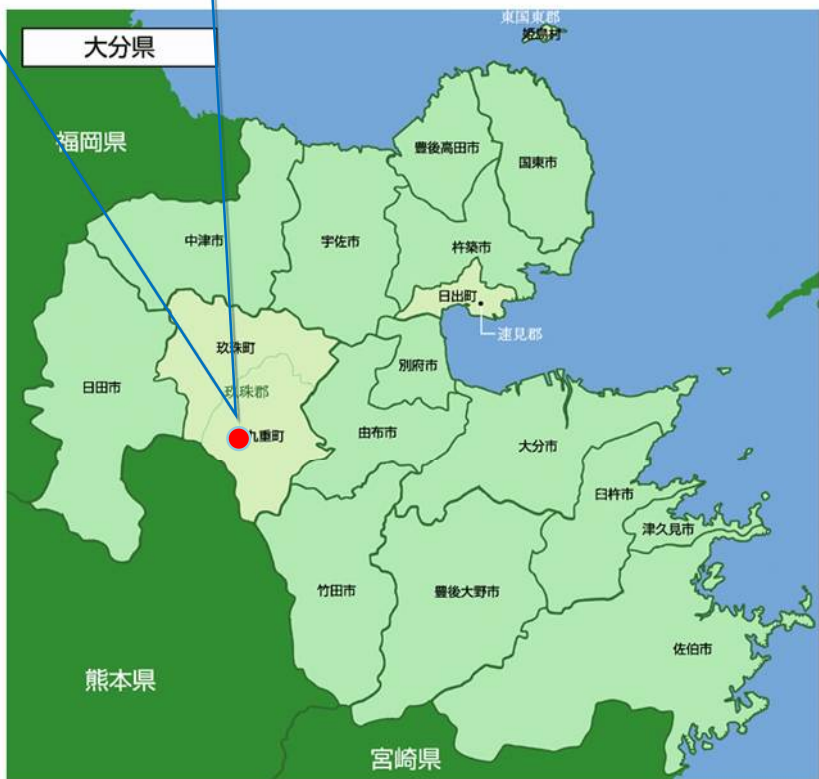 東国東郡
姫島村
大分県
福岡県
豊後高田市
国東市
中津市
宇佐市
杵築市
日出町
速見郡
玖珠町
別府市
日田市
玖珠郡
九重町
由布市
大分市
臼杵市
津久見市
竹田市
豊後大野市
佐伯市
熊本県
宮崎県